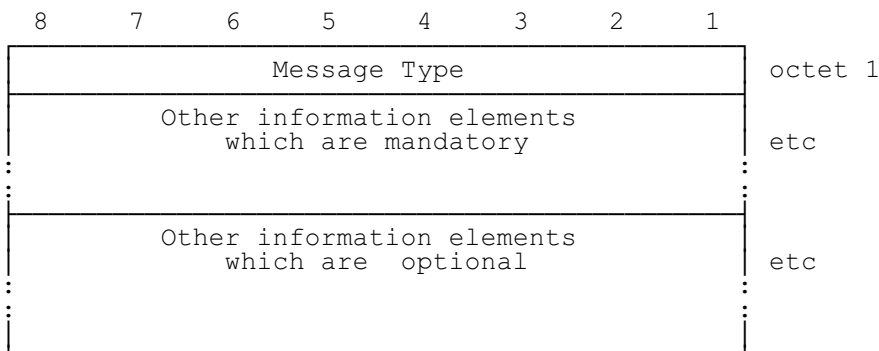 8 7 6 5 4 3 2 1
Message Type octet 1
Other information elements
which are mandatory etc
Other information elements
which are optional etc